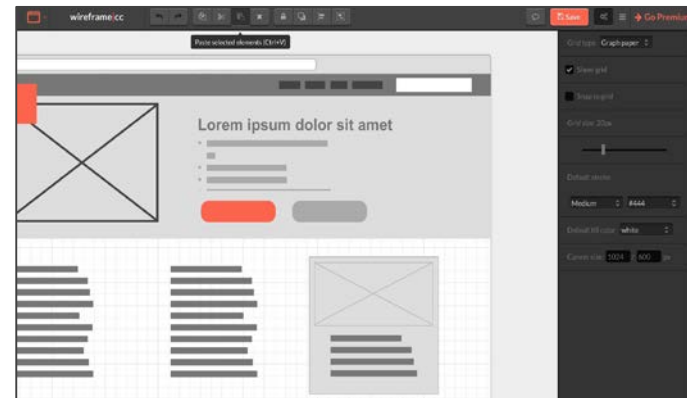 wireframe|cc
Save
Go Premium
Paste selected elements (Ctrl+V)
Grid type: Graph paper
Show grid
Snap to grid
Grid size: 20px
Lorem ipsum dolor sit amet
Default stroke
Medium
#444
Default fill color: white
Canvas size: 1024 x 600 px